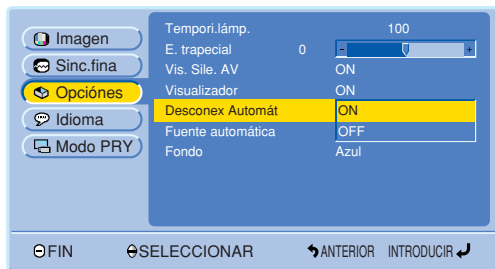 Imagen
Sinc.fina
Opciónes
Idioma
Modo PRY
Tempori.lámp. 100
E. trapecial 0 - +
Vis. Sile. AV ON
Visualizador ON
Desconex Automát ON
OFF
Fuente automática
Fondo Azul
FIN SELECCIONAR ANTERIOR INTRODUCIR